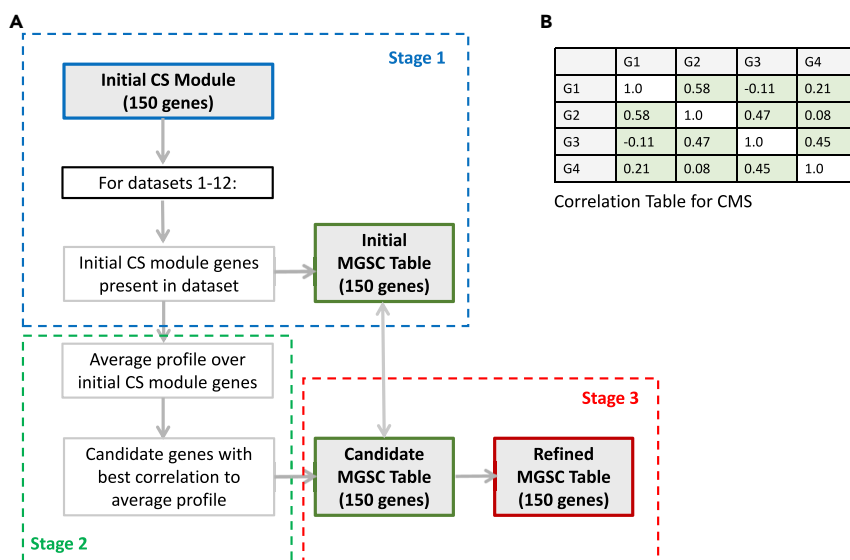 A
Stage 1
Initial CS Module
(150 genes)
For datasets 1-12:
Initial CS module genes
present in dataset
Initial
MGSC Table
(150 genes)
Average profile over
initial CS module genes
Stage 3
Candidate genes with
best correlation to
average profile
Candidate
MGSC Table
(150 genes)
Refined
MGSC Table
(150 genes)
Stage 2
B
G1 G2 G3 G4
G1 1.0 0.58 -0.11 0.21
G2 0.58 1.0 0.47 0.08
G3 -0.11 0.47 1.0 0.45
G4 0.21 0.08 0.45 1.0
Correlation Table for CMS